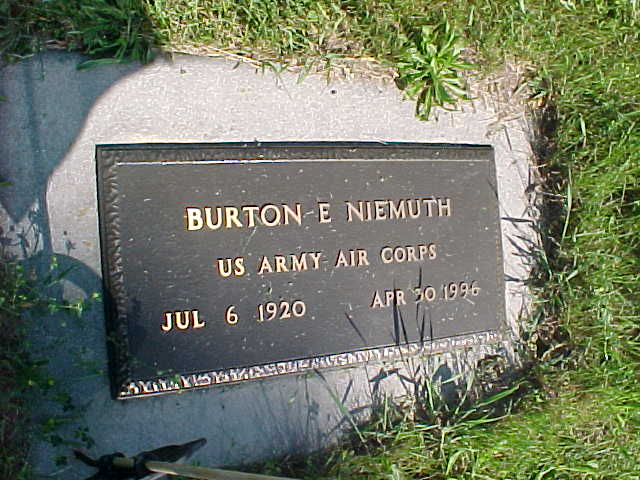 BURTON E NIEMUTH
US ARMY AIR CORPS
JUL 6 1920 APR 30 1996